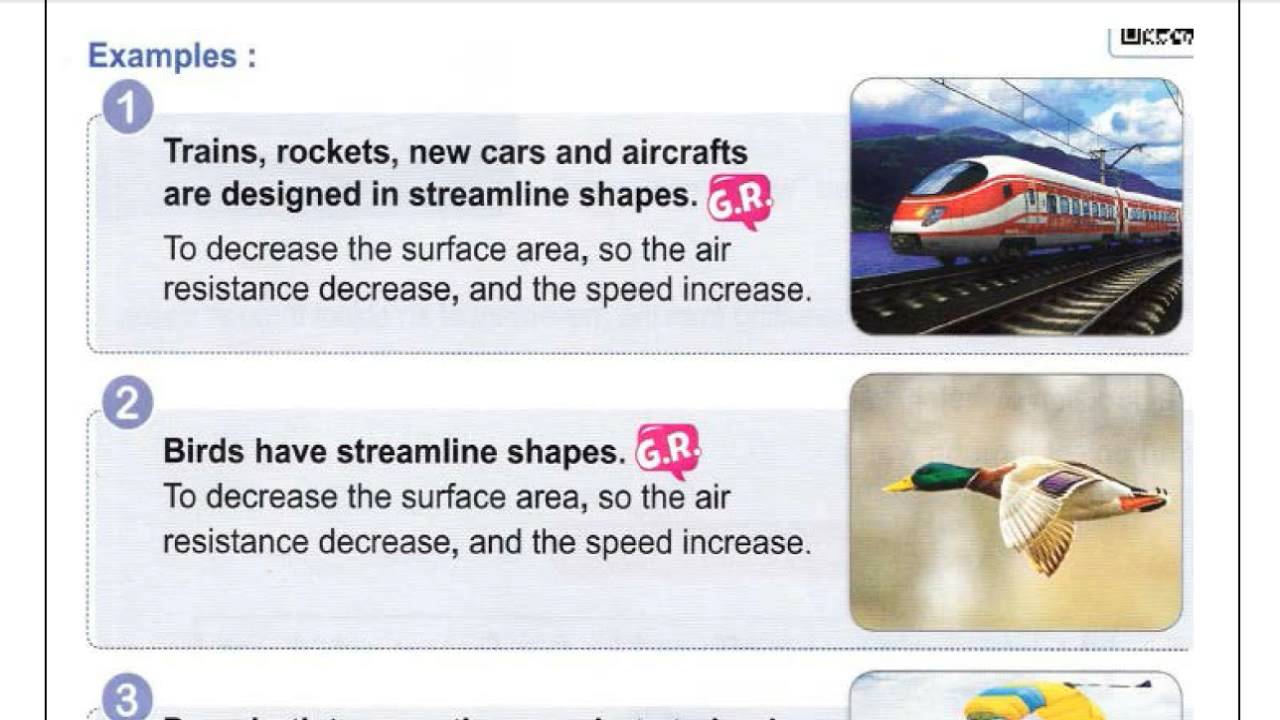 Examples :
1
Trains, rockets, new cars and aircrafts
are designed in streamline shapes. G.R.
To decrease the surface area, so the air
resistance decrease, and the speed increase.
2
Birds have streamline shapes. G.R.
To decrease the surface area, so the air
resistance decrease, and the speed increase.
3